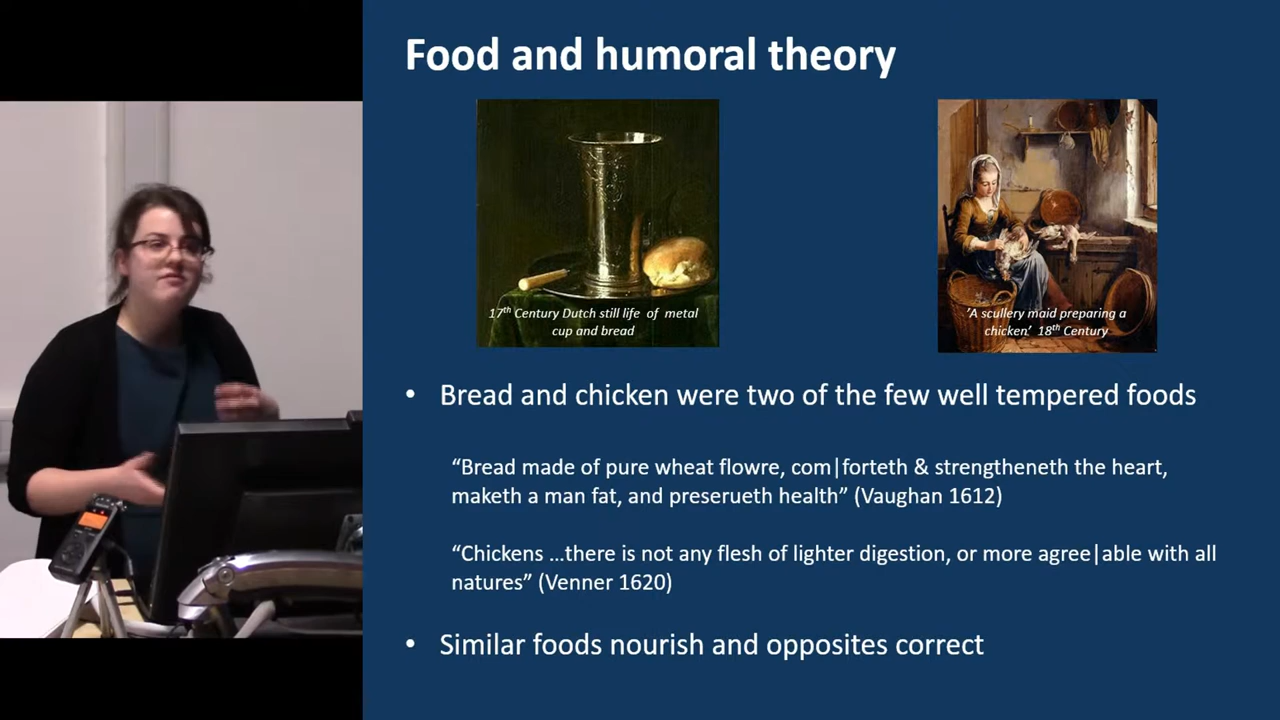 Food and humoral theory
17th Century Dutch still life of metal
cup and bread
'A scullery maid preparing a
chicken.' 18th Century
• Bread and chicken were two of the few well tempered foods
“Bread made of pure wheat flowre, com|forteth & strengtheneth the heart,
maketh a man fat, and preserueth health” (Vaughan 1612)
“Chickens …there is not any flesh of lighter digestion, or more agree|able with all
natures” (Venner 1620)
• Similar foods nourish and opposites correct